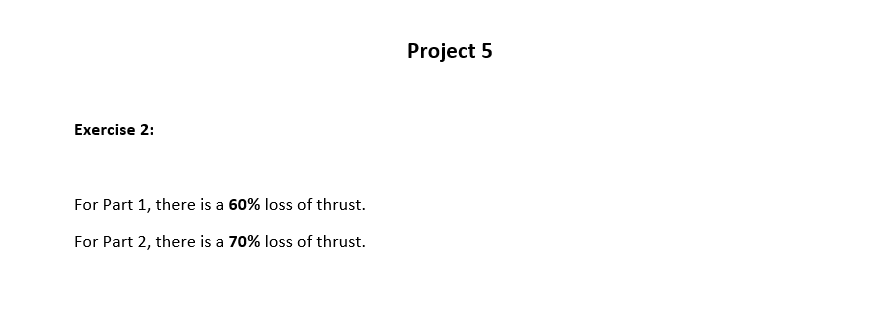 Project 5
Exercise 2:
For Part 1, there is a 60% loss of thrust.
For Part 2, there is a 70% loss of thrust.